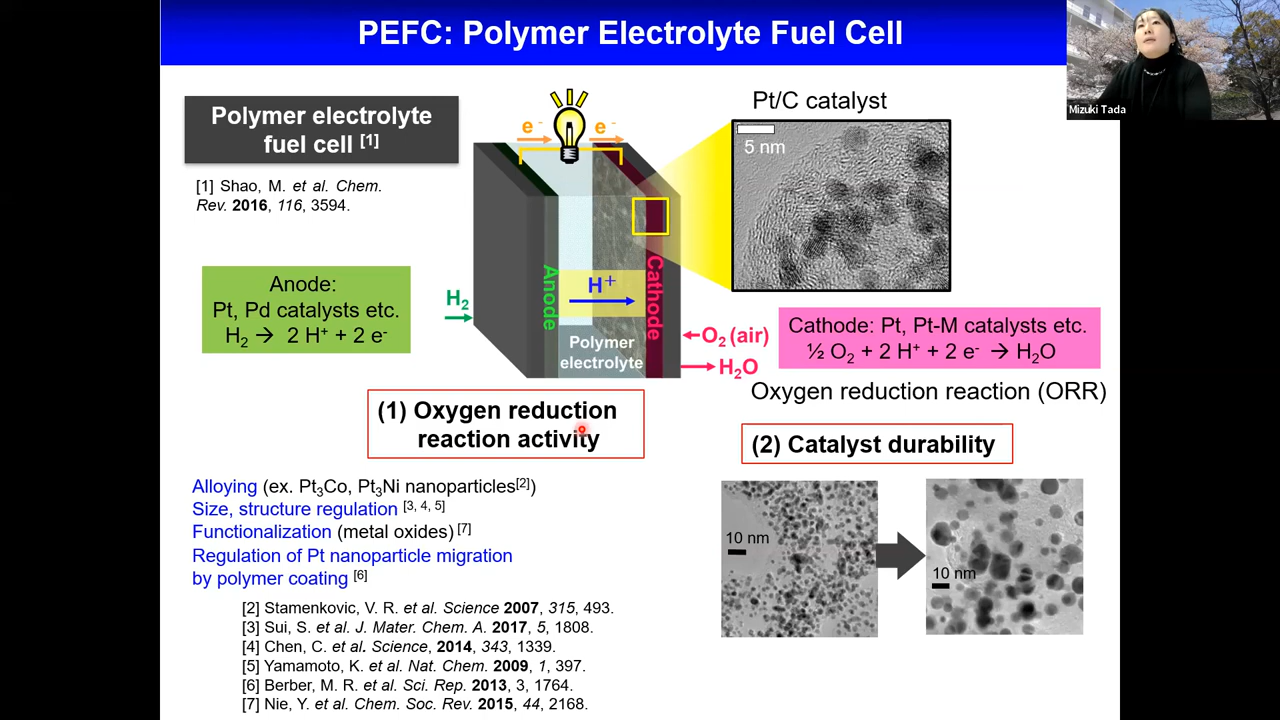 PEFC: Polymer Electrolyte Fuel Cell
Mizuki Tada
Polymer electrolyte
fuel cell [1]
[1] Shao, M. et al. Chem.
Rev. 2016, 116, 3594.
e-
e-
Pt/C catalyst
5 nm
Anode:
Pt, Pd catalysts etc.
H2 → 2 H+ + 2 e-
H2
Anode
H+
Cathode
Polymer
electrolyte
O2 (air)
H2O
Cathode: Pt, Pt-M catalysts etc.
½ O2 + 2 H+ + 2 e- → H2O
Oxygen reduction reaction (ORR)
(1) Oxygen reduction
reaction activity
(2) Catalyst durability
Alloying (ex. Pt3Co, Pt3Ni nanoparticles[2])
Size, structure regulation [3, 4, 5]
Functionalization (metal oxides) [7]
Regulation of Pt nanoparticle migration
by polymer coating [6]
10 nm
10 nm
[2] Stamenkovic, V. R. et al. Science 2007, 315, 493.
[3] Sui, S. et al. J. Mater. Chem. A. 2017, 5, 1808.
[4] Chen, C. et al. Science, 2014, 343, 1339.
[5] Yamamoto, K. et al. Nat. Chem. 2009, 1, 397.
[6] Berber, M. R. et al. Sci. Rep. 2013, 3, 1764.
[7] Nie, Y. et al. Chem. Soc. Rev. 2015, 44, 2168.